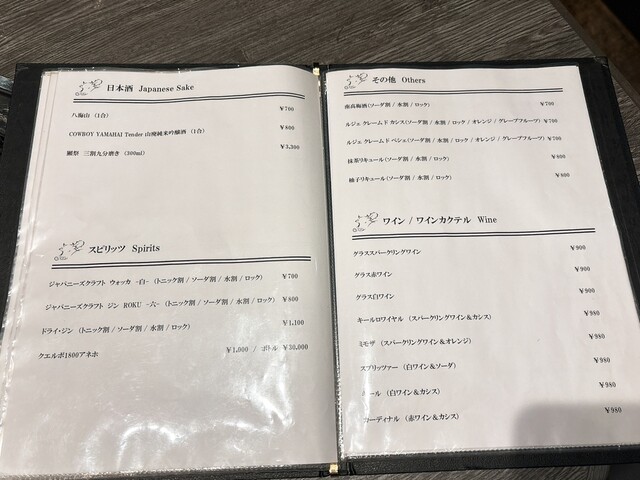 日本酒 Japanese Sake
八海山 (1合) ¥700
COWBOY YAMAHAI Tender 山廃純米吟醸酒 (1合) ¥800
獺祭 三割九分磨き (300ml) ¥3,300
スピリッツ Spirits
ジャパニーズクラフト ウォッカ -白- (トニック割 / ソーダ割 / 水割 / ロック) ¥700
ジャパニーズクラフト ジン ROKU -六- (トニック割 / ソーダ割 / 水割 / ロック) ¥800
ドライ・ジン (トニック割 / ソーダ割 / 水割 / ロック) ¥1,100
クエルボ1800アネホ ¥1,000 / ボトル ¥30,000
その他 Others
南高梅酒(ソーダ割 / 水割 / ロック) ¥700
ルジェ クレーム ド カシス(ソーダ割 / 水割 / ロック / オレンジ / グレープフルーツ) ¥700
ルジェ クレーム ド ペシェ(ソーダ割 / 水割 / ロック / オレンジ / グレープフルーツ) ¥700
抹茶リキュール(ソーダ割 / 水割 / ロック) ¥800
柚子リキュール(ソーダ割 / 水割 / ロック) ¥800
ワイン / ワインカクテル Wine
グラススパークリングワイン ¥900
グラス赤ワイン ¥900
グラス白ワイン ¥900
キールロワイヤル (スパークリングワイン&カシス) ¥980
ミモザ (スパークリングワイン&オレンジ) ¥980
スプリッツァー (白ワイン&ソーダ) ¥980
ール (白ワイン&カシス) ¥980
ーディナル (赤ワイン&カシス) ¥980